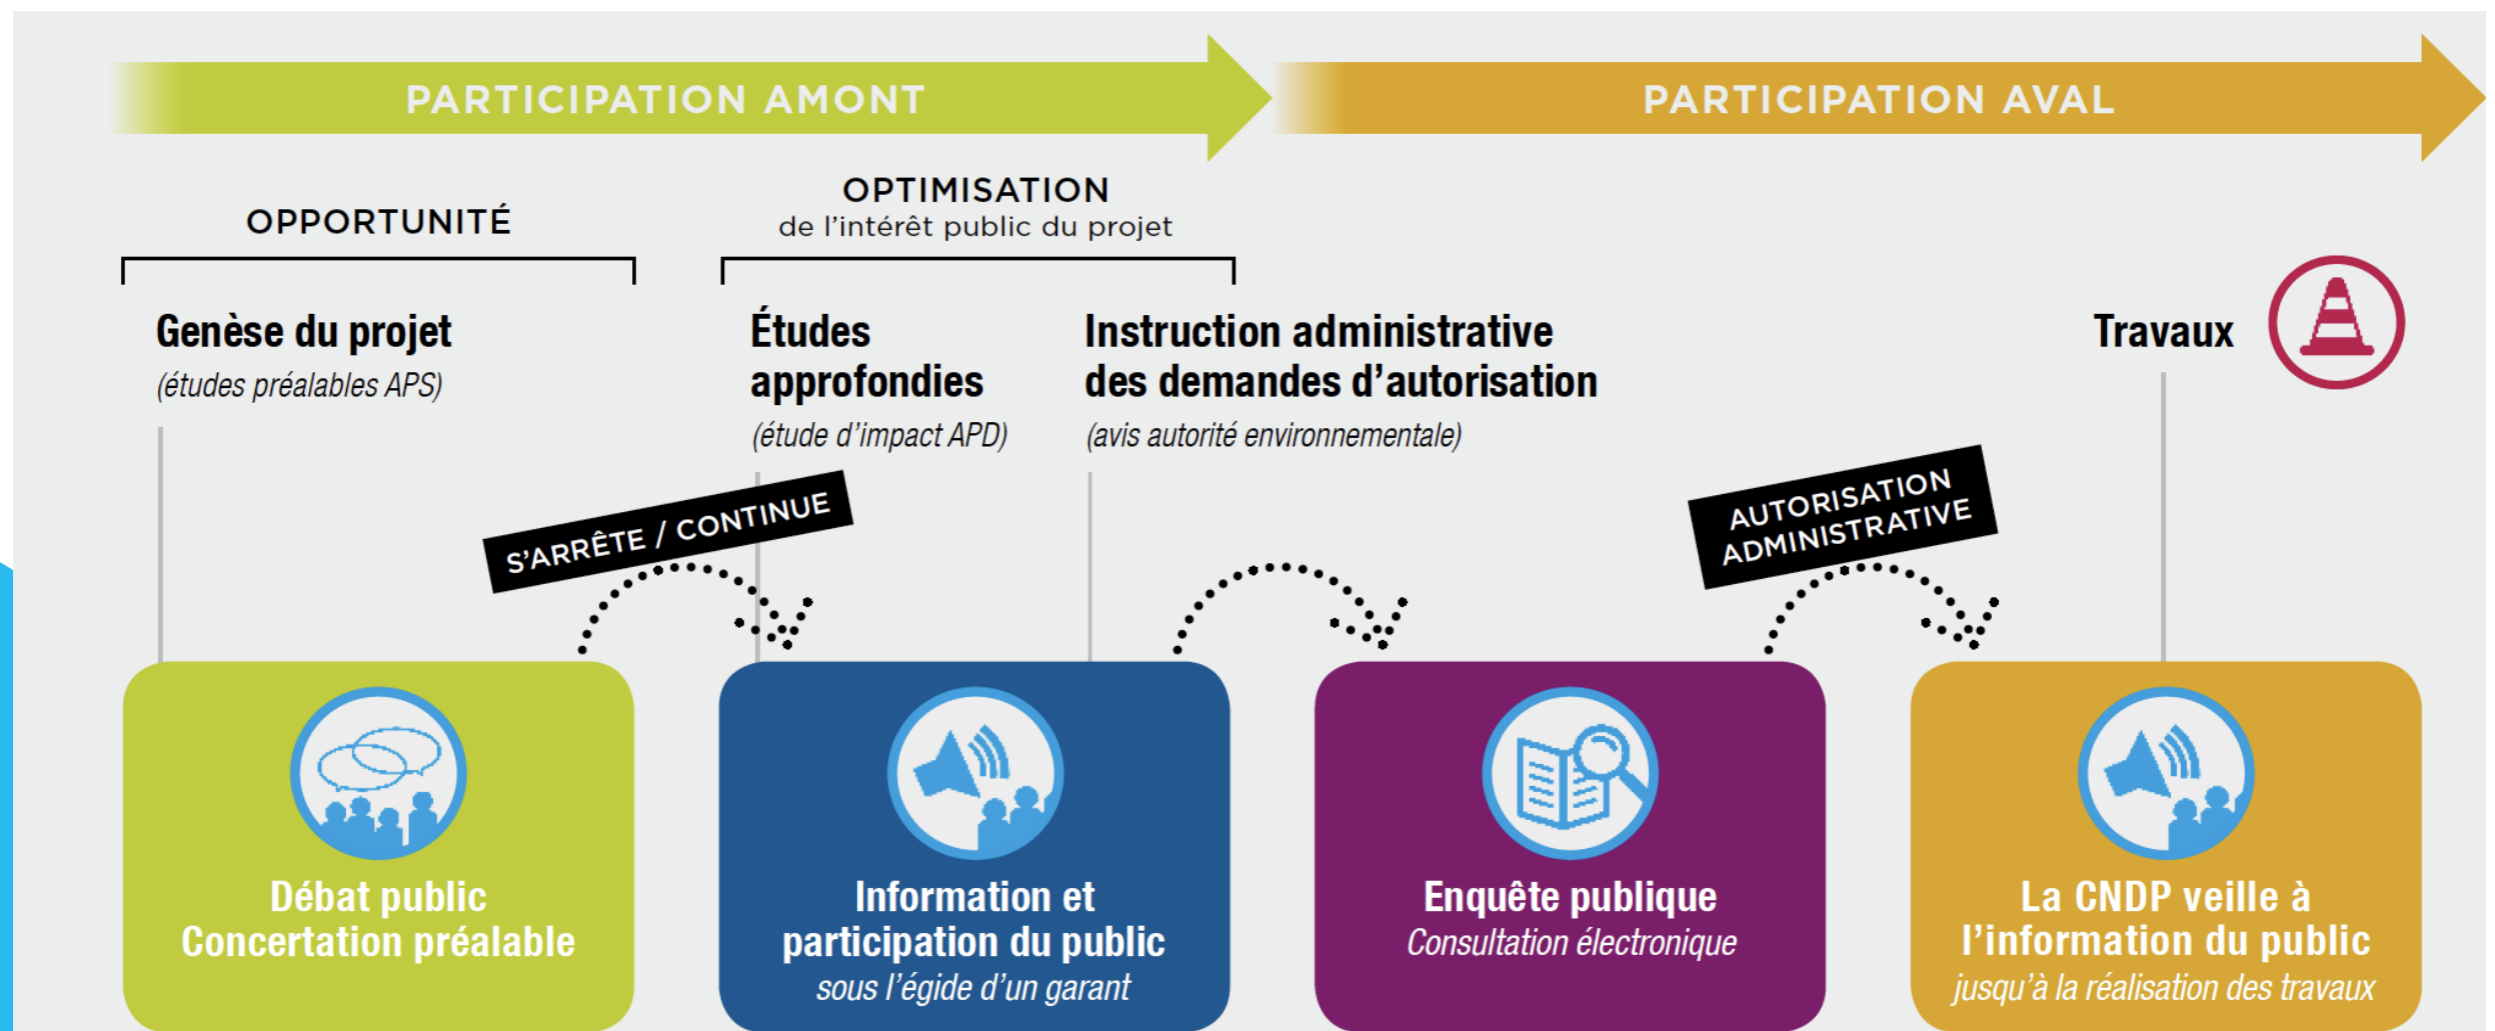 PARTICIPATION AMONT
PARTICIPATION AVAL
OPPORTUNITÉ
OPTIMISATION
de l'intérêt public du projet
Genèse du projet
(études préalables APS)
Études
approfondies
(étude d'impact APD)
Instruction administrative
des demandes d'autorisation
(avis autorité environnementale)
Travaux
S'ARRÊTE / CONTINUE
AUTORISATION
ADMINISTRATIVE
Débat public
Concertation préalable
Information et
participation du public
sous l'égide d'un garant
Enquête publique
Consultation électronique
La CNDP veille à
l'information du public
jusqu'à la réalisation des travaux